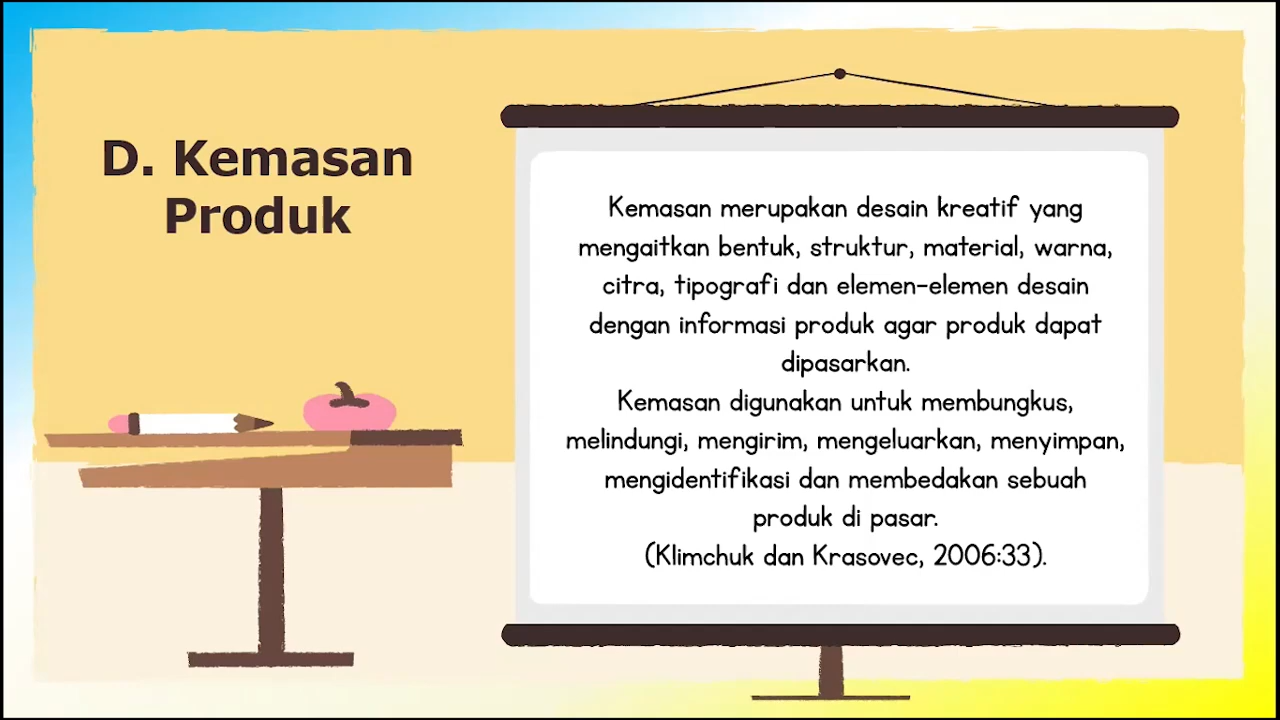 D. Kemasan
Produk
Kemasan merupakan desain kreatif yang
mengaitkan bentuk, struktur, material, warna,
citra, tipografi dan elemen-elemen desain
dengan informasi produk agar produk dapat
dipasarkan.
Kemasan digunakan untuk membungkus,
melindungi, mengirim, mengeluarkan, menyimpan,
mengidentifikasi dan membedakan sebuah
produk di pasar.
(Klimchuk dan Krasovec, 2006:33).